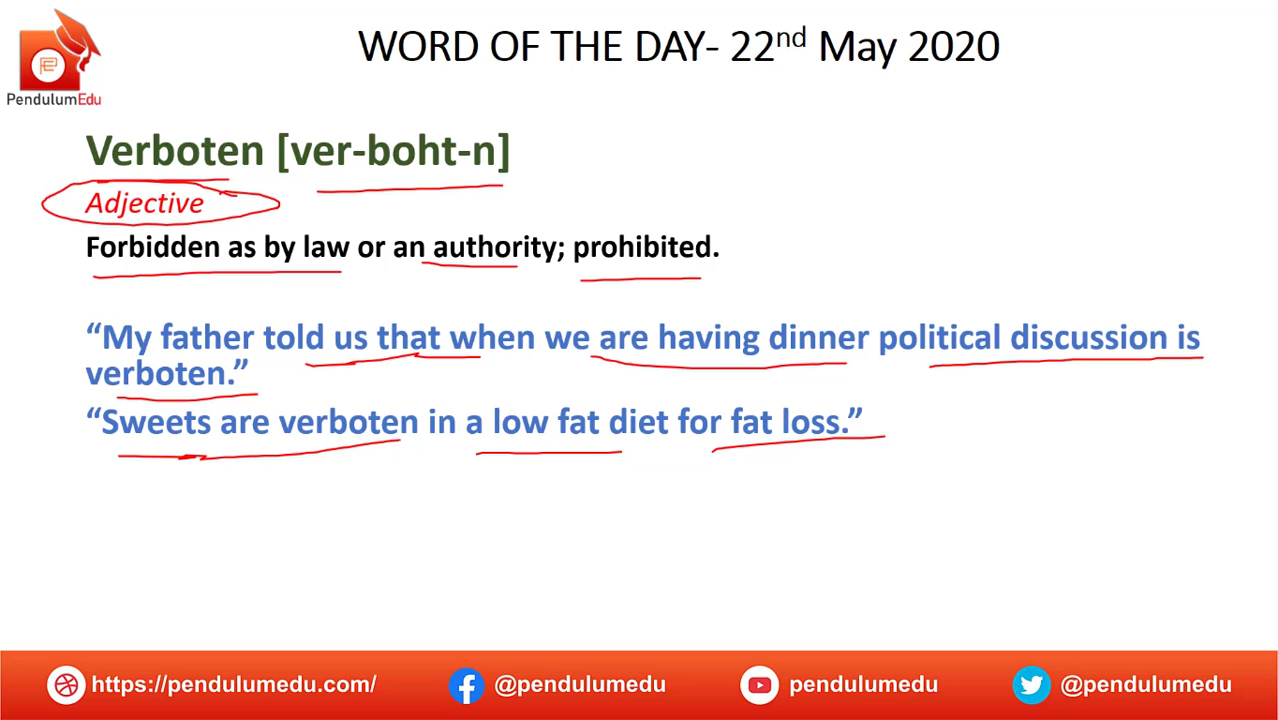 WORD OF THE DAY- 22nd May 2020
PendulumEdu
Verboten [ver-boht-n]
Adjective
Forbidden as by law or an authority; prohibited.
“My father told us that when we are having dinner political discussion is
verboten.”
“Sweets are verboten in a low fat diet for fat loss.”
https://pendulumedu.com/ @pendulumedu pendulumedu @pendulumedu